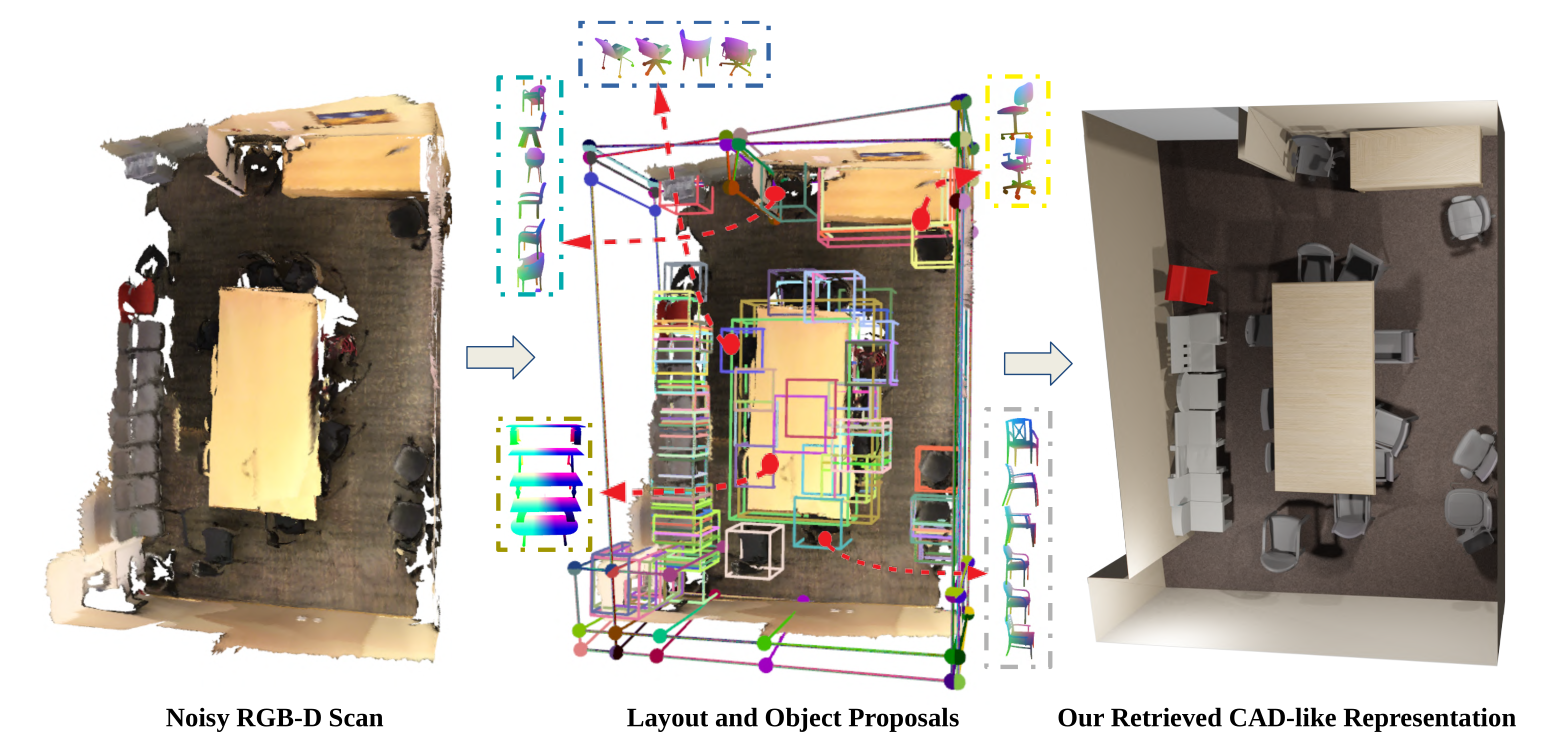 Noisy RGB-D Scan
Layout and Object Proposals
Our Retrieved CAD-like Representation